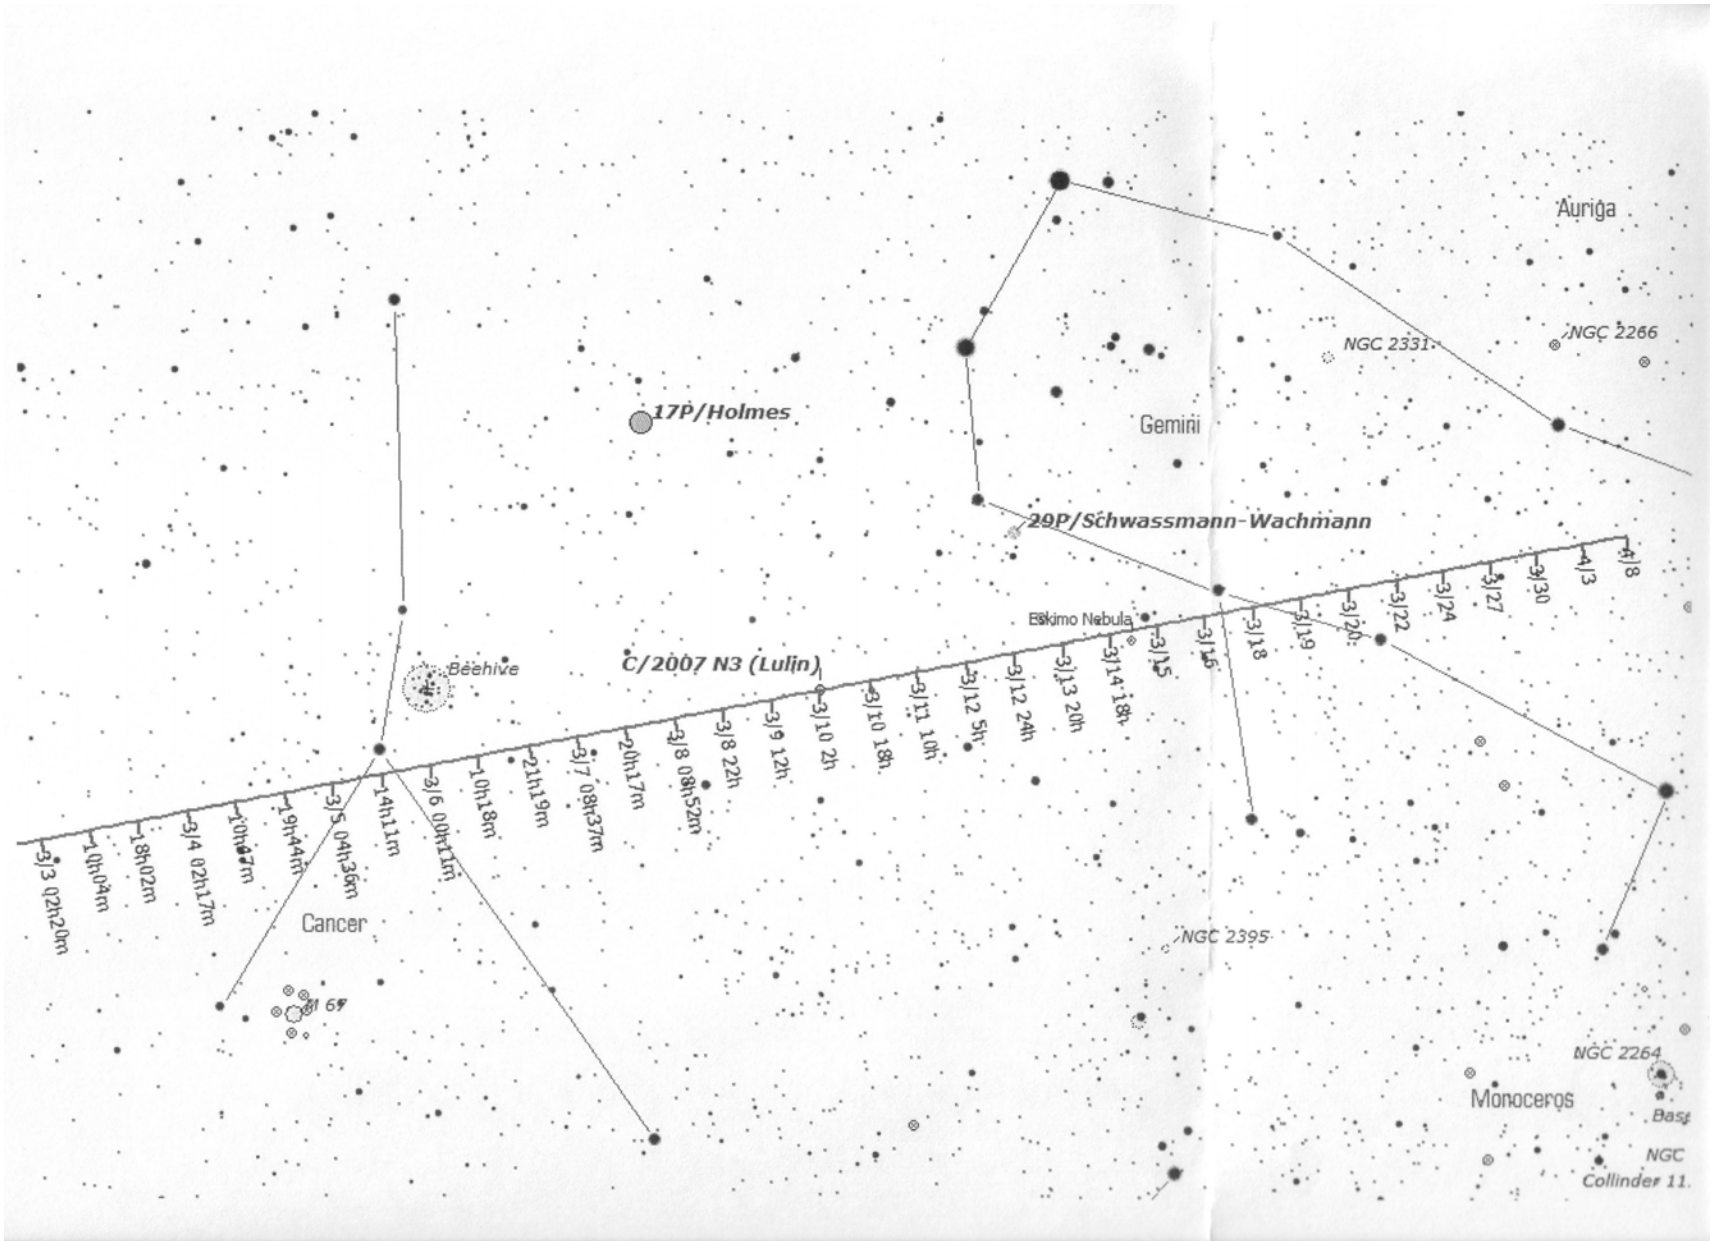 Auriga
NGC 2266
NGC 2331
17P/Holmes
Gemini
29P/Schwassmann-Wachmann
Eskimo Nebula
Beehive
C/2007 N3 (Lulin)
3/3 02h20m
10h04m
18h02m
3/4 02h17m
10h47m
19h44m
3/5 04h36m
14h11m
3/6 00h11m
10h18m
21h19m
3/7 08h37m
20h17m
3/8 08h52m
3/8 22h
3/9 12h
3/10 2h
3/10 18h
3/11 10h
3/12 5h
3/12 24h
3/13 20h
3/14 18h
3/15
3/16
3/18
3/19
3/20
3/22
3/24
3/27
3/30
4/3
4/8
Cancer
NGC 2395
M 67
NGC 2264
Monoceros
NGC
Collinder 11.